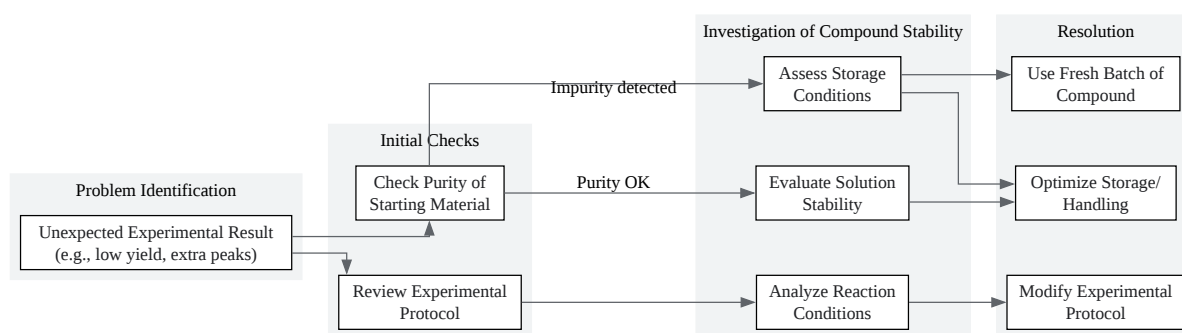 Problem Identification
Unexpected Experimental Result
(e.g., low yield, extra peaks)
Initial Checks
Check Purity of
Starting Material
Review Experimental
Protocol
Impurity detected
Purity OK
Investigation of Compound Stability
Assess Storage
Conditions
Evaluate Solution
Stability
Analyze Reaction
Conditions
Resolution
Use Fresh Batch of
Compound
Optimize Storage/
Handling
Modify Experimental
Protocol